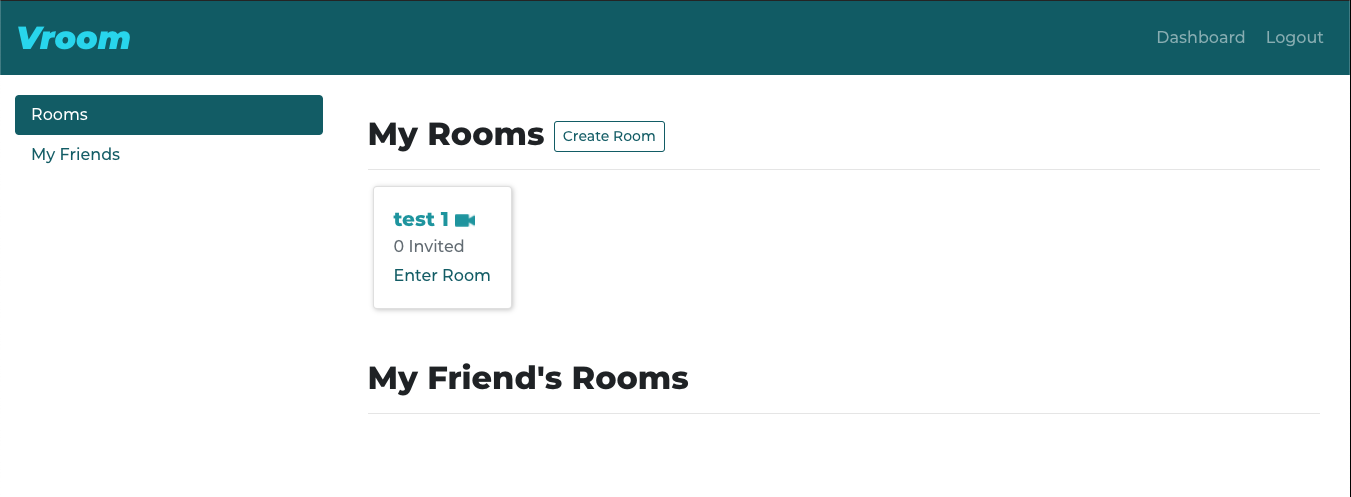 Vroom
Dashboard Logout
Rooms
My Friends
My Rooms Create Room
test 1
0 Invited
Enter Room
My Friend's Rooms